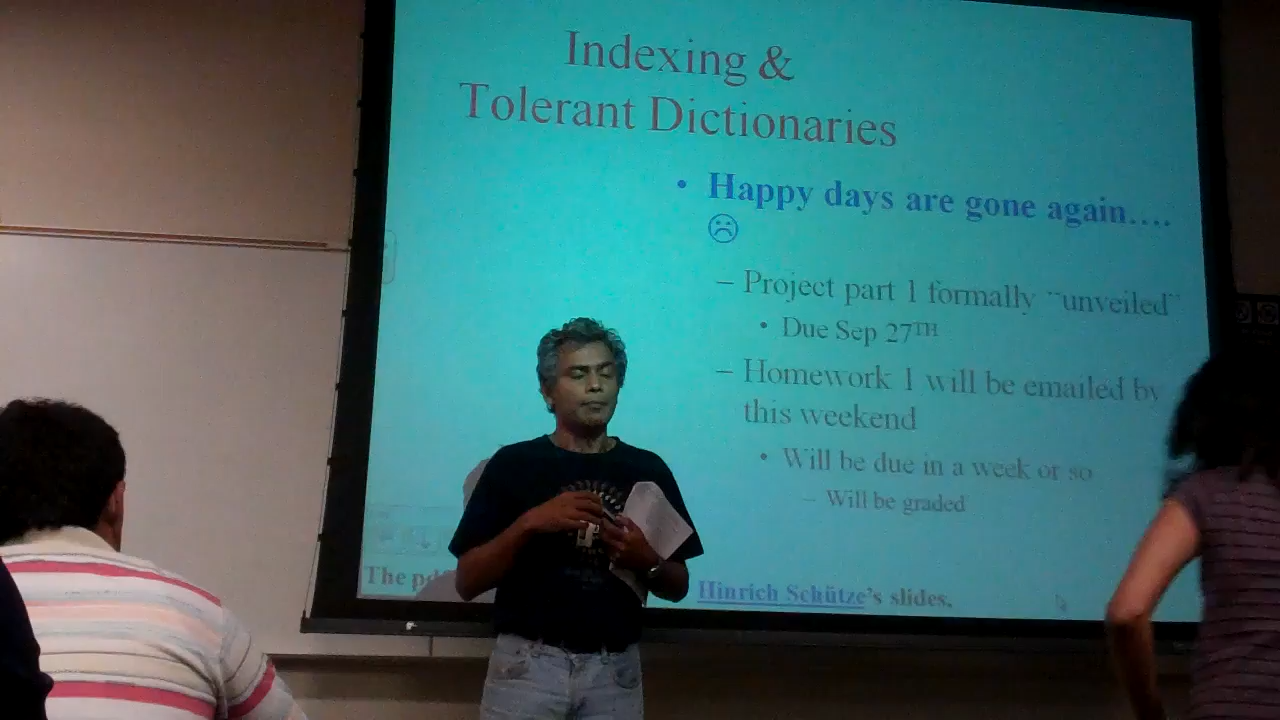 Indexing &
Tolerant Dictionaries
• Happy days are gone again….
☹
– Project part 1 formally “unveiled”
• Due Sep 27TH
– Homework 1 will be emailed by
this weekend
• Will be due in a week or so
– Will be graded
The Hinrich Schütze’s slides.